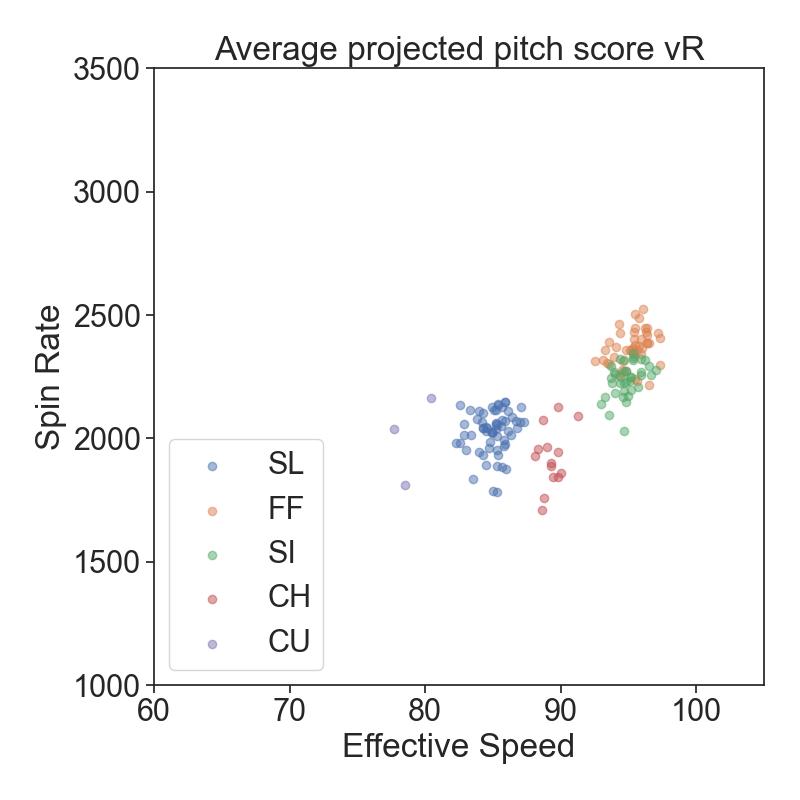 Average projected pitch score vR
3500
3000
2500
2000
1500
1000
Spin Rate
SL
FF
SI
CH
CU
60 70 80 90 100
Effective Speed